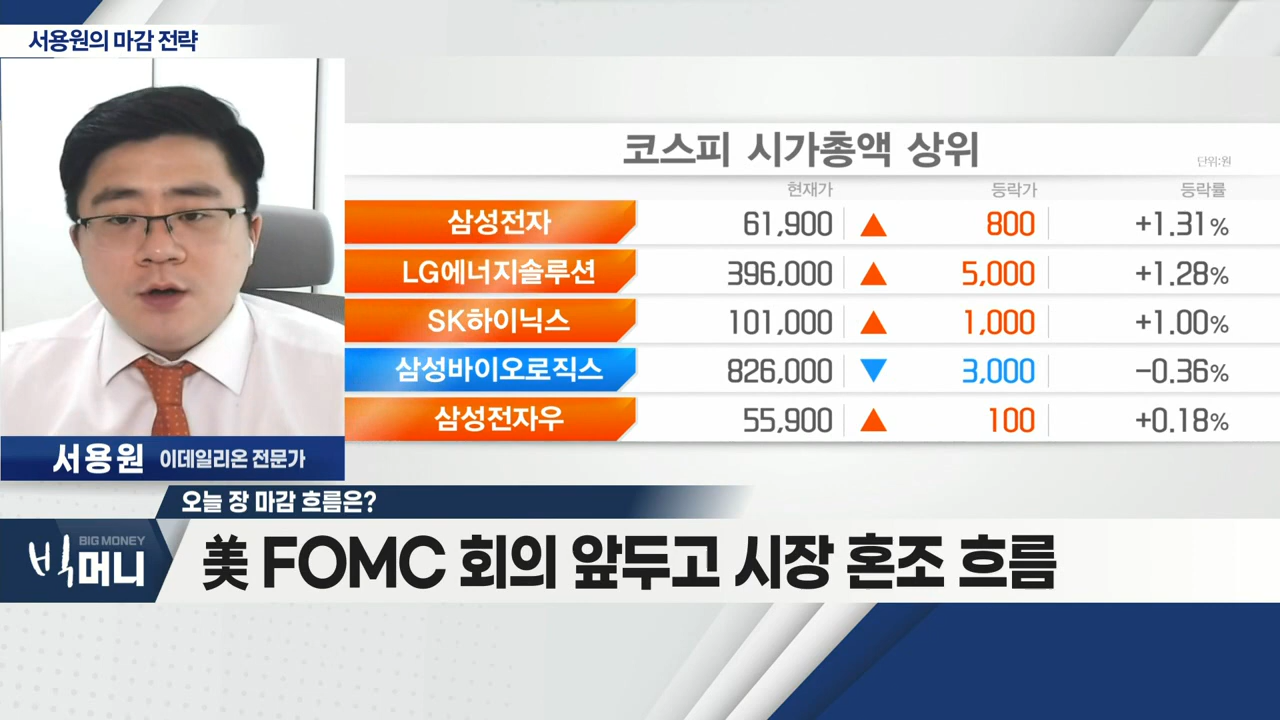 서용원의 마감 전략
코스피 시가총액 상위
단위:원
현재가 등락가 등락률
삼성전자 61,900 ▲ 800 +1.31%
LG에너지솔루션 396,000 ▲ 5,000 +1.28%
SK하이닉스 101,000 ▲ 1,000 +1.00%
삼성바이오로직스 826,000 ▼ 3,000 -0.36%
삼성전자우 55,900 ▲ 100 +0.18%
서용원 이데일리온 전문가
오늘 장 마감 흐름은?
BIG MONEY
빅머니
美 FOMC 회의 앞두고 시장 혼조 흐름